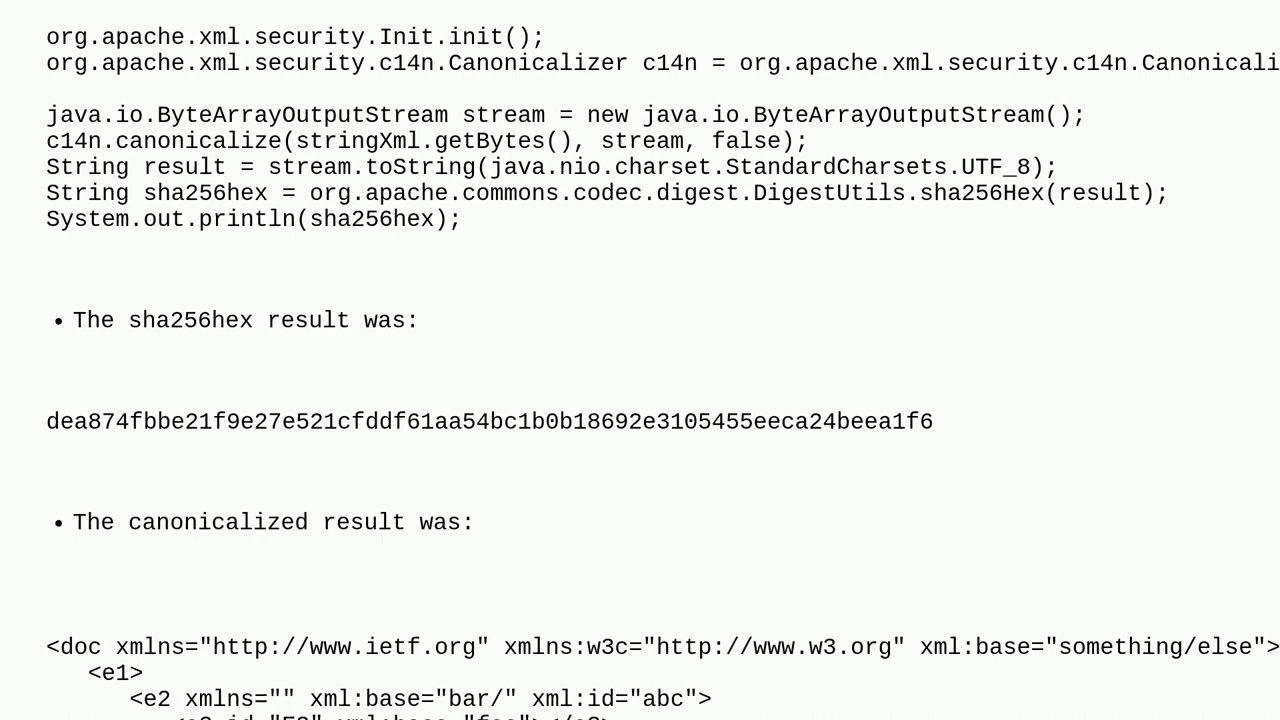 org.apache.xml.security.Init.init();
org.apache.xml.security.c14n.Canonicalizer c14n = org.apache.xml.security.c14n.Canonicali
java.io.ByteArrayOutputStream stream = new java.io.ByteArrayOutputStream();
c14n.canonicalize(stringXml.getBytes(), stream, false);
String result = stream.toString(java.nio.charset.StandardCharsets.UTF_8);
String sha256hex = org.apache.commons.codec.digest.DigestUtils.sha256Hex(result);
System.out.println(sha256hex);
• The sha256hex result was:
dea874fbbe21f9e27e521cfddf61aa54bc1b0b18692e3105455eeca24beea1f6
• The canonicalized result was:
<doc xmlns="http://www.ietf.org" xmlns:w3c="http://www.w3.org" xml:base="something/else">
<e1>
<e2 xmlns="" xml:base="bar/" xml:id="abc">